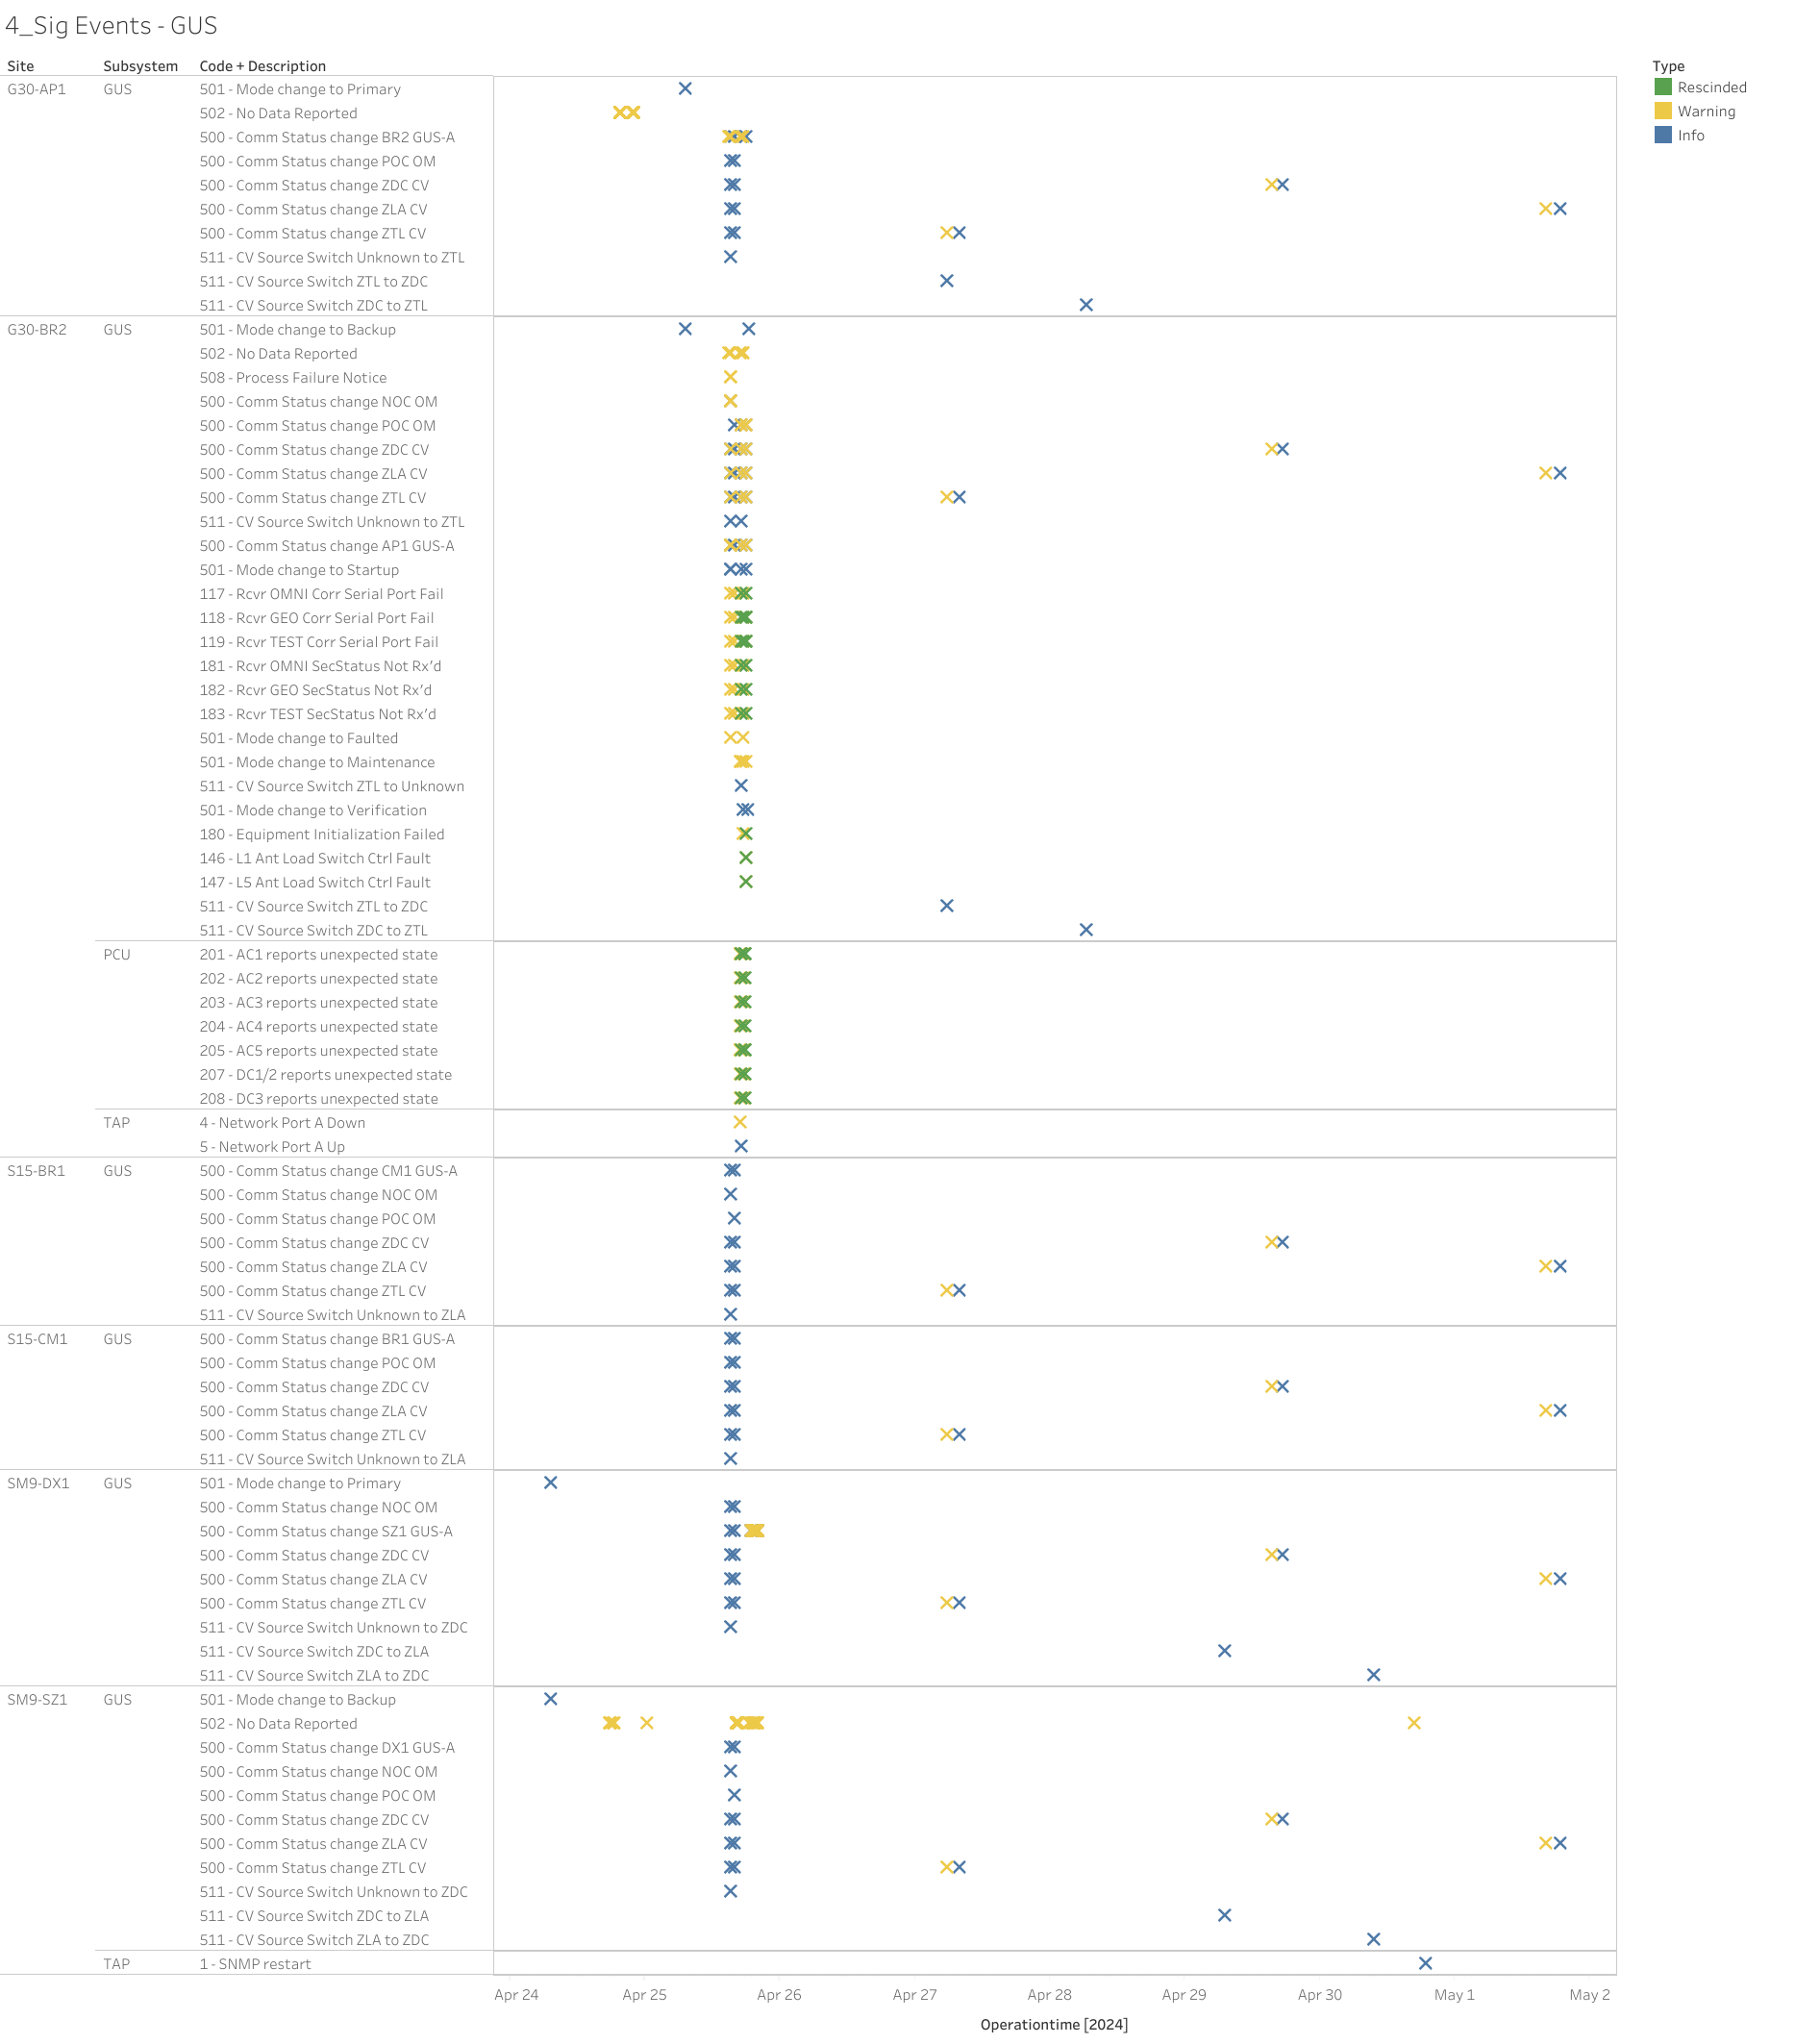 4_Sig Events - GUS
Site Subsystem Code + Description Type
G30-AP1 GUS 501 - Mode change to Primary Rescinded
502 - No Data Reported Warning
500 - Comm Status change BR2 GUS-A Info
500 - Comm Status change POC OM
500 - Comm Status change ZDC CV
500 - Comm Status change ZLA CV
500 - Comm Status change ZTL CV
511 - CV Source Switch Unknown to ZTL
511 - CV Source Switch ZTL to ZDC
511 - CV Source Switch ZDC to ZTL
G30-BR2 GUS 501 - Mode change to Backup
502 - No Data Reported
508 - Process Failure Notice
500 - Comm Status change NOC OM
500 - Comm Status change POC OM
500 - Comm Status change ZDC CV
500 - Comm Status change ZLA CV
500 - Comm Status change ZTL CV
511 - CV Source Switch Unknown to ZTL
500 - Comm Status change AP1 GUS-A
501 - Mode change to Startup
117 - Rcvr OMNI Corr Serial Port Fail
118 - Rcvr GEO Corr Serial Port Fail
119 - Rcvr TEST Corr Serial Port Fail
181 - Rcvr OMNI SecStatus Not Rx'd
182 - Rcvr GEO SecStatus Not Rx'd
183 - Rcvr TEST SecStatus Not Rx'd
501 - Mode change to Faulted
501 - Mode change to Maintenance
511 - CV Source Switch ZTL to Unknown
501 - Mode change to Verification
180 - Equipment Initialization Failed
146 - L1 Ant Load Switch Ctrl Fault
147 - L5 Ant Load Switch Ctrl Fault
511 - CV Source Switch ZTL to ZDC
511 - CV Source Switch ZDC to ZTL
PCU 201 - AC1 reports unexpected state
202 - AC2 reports unexpected state
203 - AC3 reports unexpected state
204 - AC4 reports unexpected state
205 - AC5 reports unexpected state
207 - DC1/2 reports unexpected state
208 - DC3 reports unexpected state
TAP 4 - Network Port A Down
5 - Network Port A Up
S15-BR1 GUS 500 - Comm Status change CM1 GUS-A
500 - Comm Status change NOC OM
500 - Comm Status change POC OM
500 - Comm Status change ZDC CV
500 - Comm Status change ZLA CV
500 - Comm Status change ZTL CV
511 - CV Source Switch Unknown to ZLA
S15-CM1 GUS 500 - Comm Status change BR1 GUS-A
500 - Comm Status change POC OM
500 - Comm Status change ZDC CV
500 - Comm Status change ZLA CV
500 - Comm Status change ZTL CV
511 - CV Source Switch Unknown to ZLA
SM9-DX1 GUS 501 - Mode change to Primary
500 - Comm Status change NOC OM
500 - Comm Status change SZ1 GUS-A
500 - Comm Status change ZDC CV
500 - Comm Status change ZLA CV
500 - Comm Status change ZTL CV
511 - CV Source Switch Unknown to ZDC
511 - CV Source Switch ZDC to ZLA
511 - CV Source Switch ZLA to ZDC
SM9-SZ1 GUS 501 - Mode change to Backup
502 - No Data Reported
500 - Comm Status change DX1 GUS-A
500 - Comm Status change NOC OM
500 - Comm Status change POC OM
500 - Comm Status change ZDC CV
500 - Comm Status change ZLA CV
500 - Comm Status change ZTL CV
511 - CV Source Switch Unknown to ZDC
511 - CV Source Switch ZDC to ZLA
511 - CV Source Switch ZLA to ZDC
TAP 1 - SNMP restart
Apr 24 Apr 25 Apr 26 Apr 27 Apr 28 Apr 29 Apr 30 May 1 May 2
Operationtime [2024]